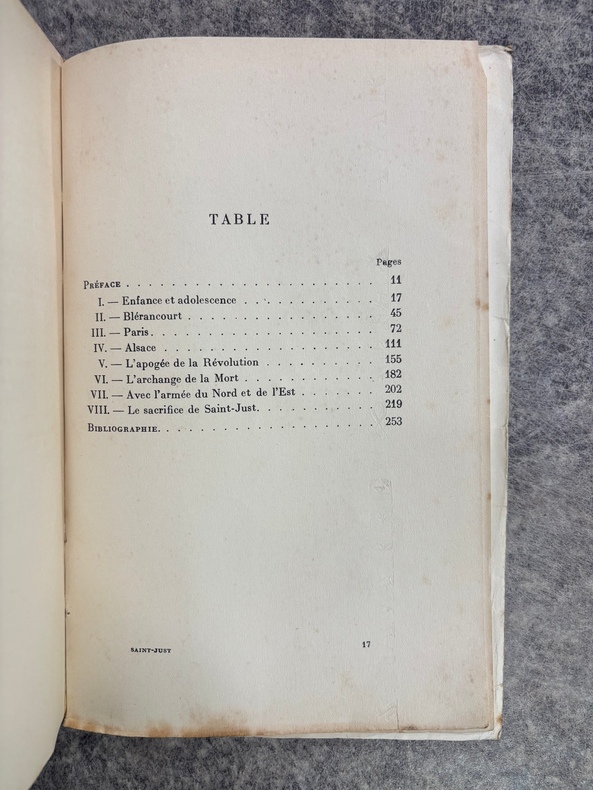 TABLE
Pages
PRÉFACE . . . . . . . . . . . . . . . . . . . . . . 11
I. — Enfance et adolescence . . . . . . . . . . . . 17
II. — Blérancourt . . . . . . . . . . . . . . . . . 45
III. — Paris. . . . . . . . . . . . . . . . . . . . 72
IV. — Alsace . . . . . . . . . . . . . . . . . . . 111
V. — L'apogée de la Révolution . . . . . . . . . . 155
VI. — L'archange de la Mort . . . . . . . . . . . . 182
VII. — Avec l'armée du Nord et de l'Est . . . . . . . 202
VIII. — Le sacrifice de Saint-Just. . . . . . . . . . . 219
BIBLIOGRAPHIE. . . . . . . . . . . . . . . . . . . . 253
SAINT-JUST 17